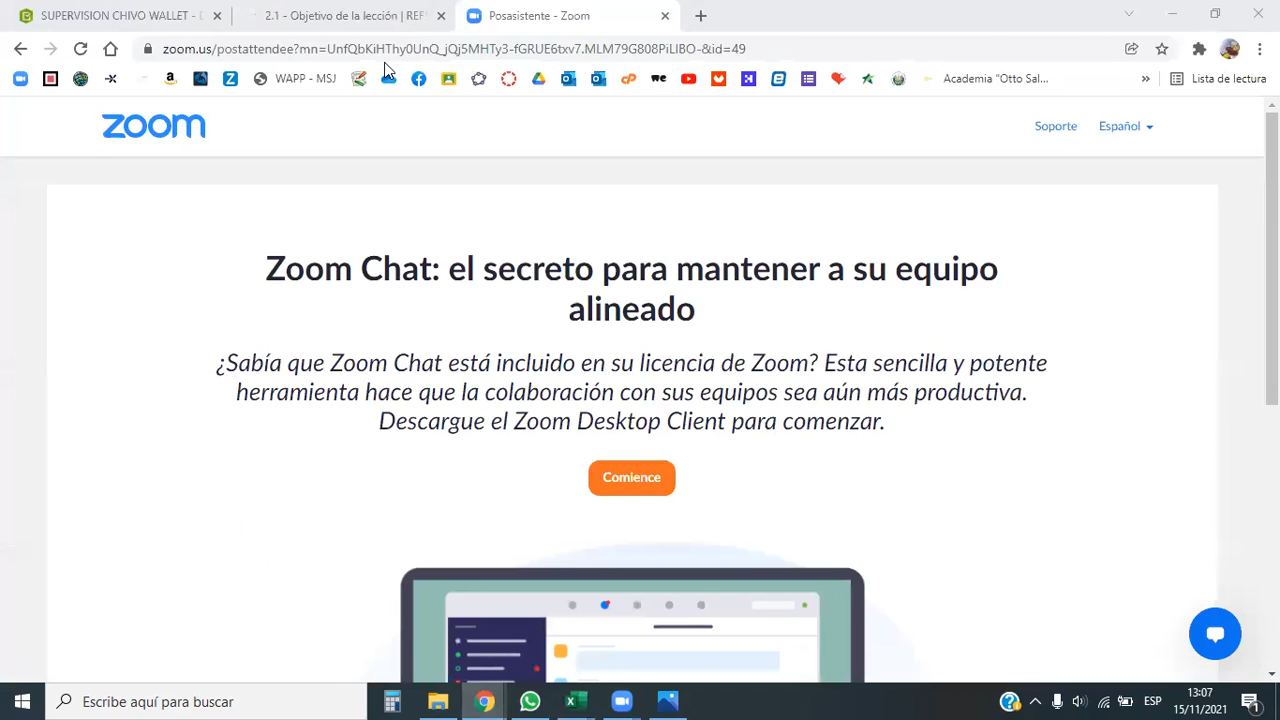 SUPERVISION CHIVO WALLET - D
2.1 - Objetivo de la lección | REF
Posasistente - Zoom
zoom.us/postattendee?mn=UnfQbKiHThy0UnQ_jQj5MHTy3-fGRUE6txv7.MLM79G808PiLIBO-&id=49
WAPP - MSJ
Academia "Otto Sal...
Lista de lectura
zoom
Soporte
Español
Zoom Chat: el secreto para mantener a su equipo
alineado
¿Sabía que Zoom Chat está incluido en su licencia de Zoom? Esta sencilla y potente
herramienta hace que la colaboración con sus equipos sea aún más productiva.
Descargue el Zoom Desktop Client para comenzar.
Comience
Escribe aquí para buscar
ESP
13:07
15/11/2021